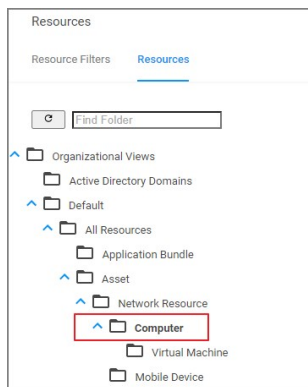 Resources
Resource Filters Resources
Find Folder
Organizational Views
Active Directory Domains
Default
All Resources
Application Bundle
Asset
Network Resource
Computer
Virtual Machine
Mobile Device